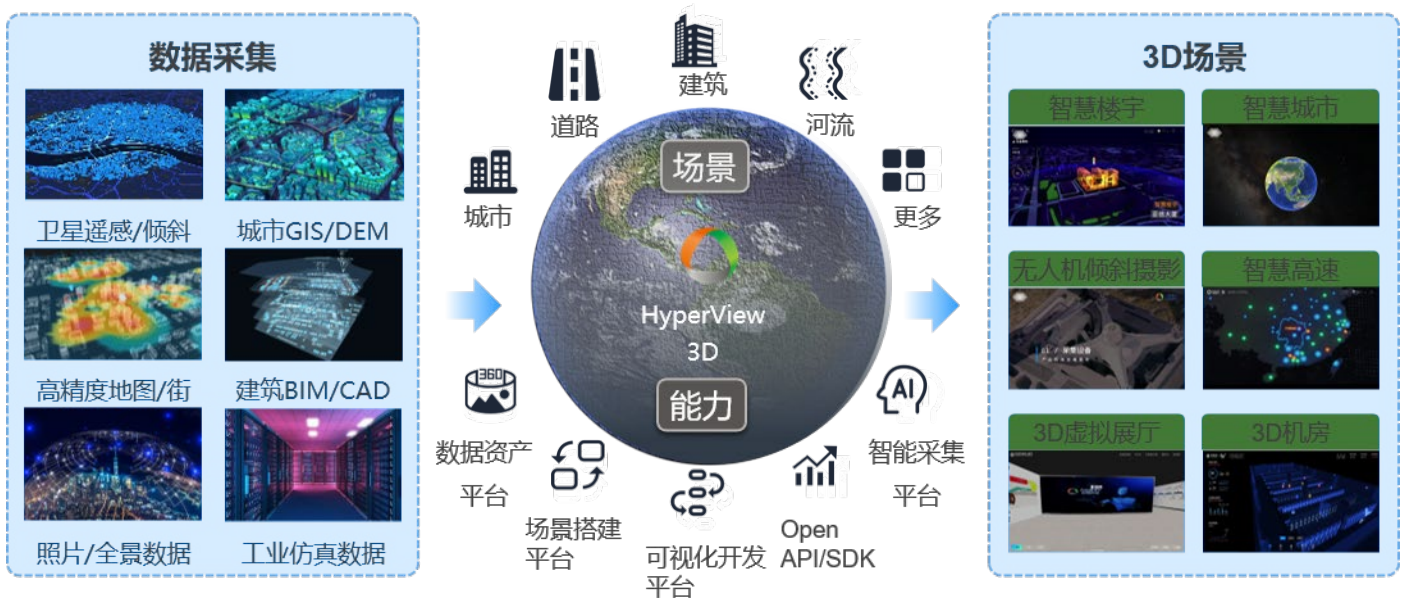 数据采集
卫星遥感/倾斜
城市GIS/DEM
高精度地图/街
建筑BIM/CAD
照片/全景数据
工业仿真数据
建筑
道路
河流
城市
更多
场景
HyperView
3D
能力
360
数据资产
平台
场景搭建
平台
可视化开发
平台
Open
API/SDK
AI
智能采集
平台
3D场景
智慧楼宇
智慧城市
无人机倾斜摄影
智慧高速
3D虚拟展厅
3D机房